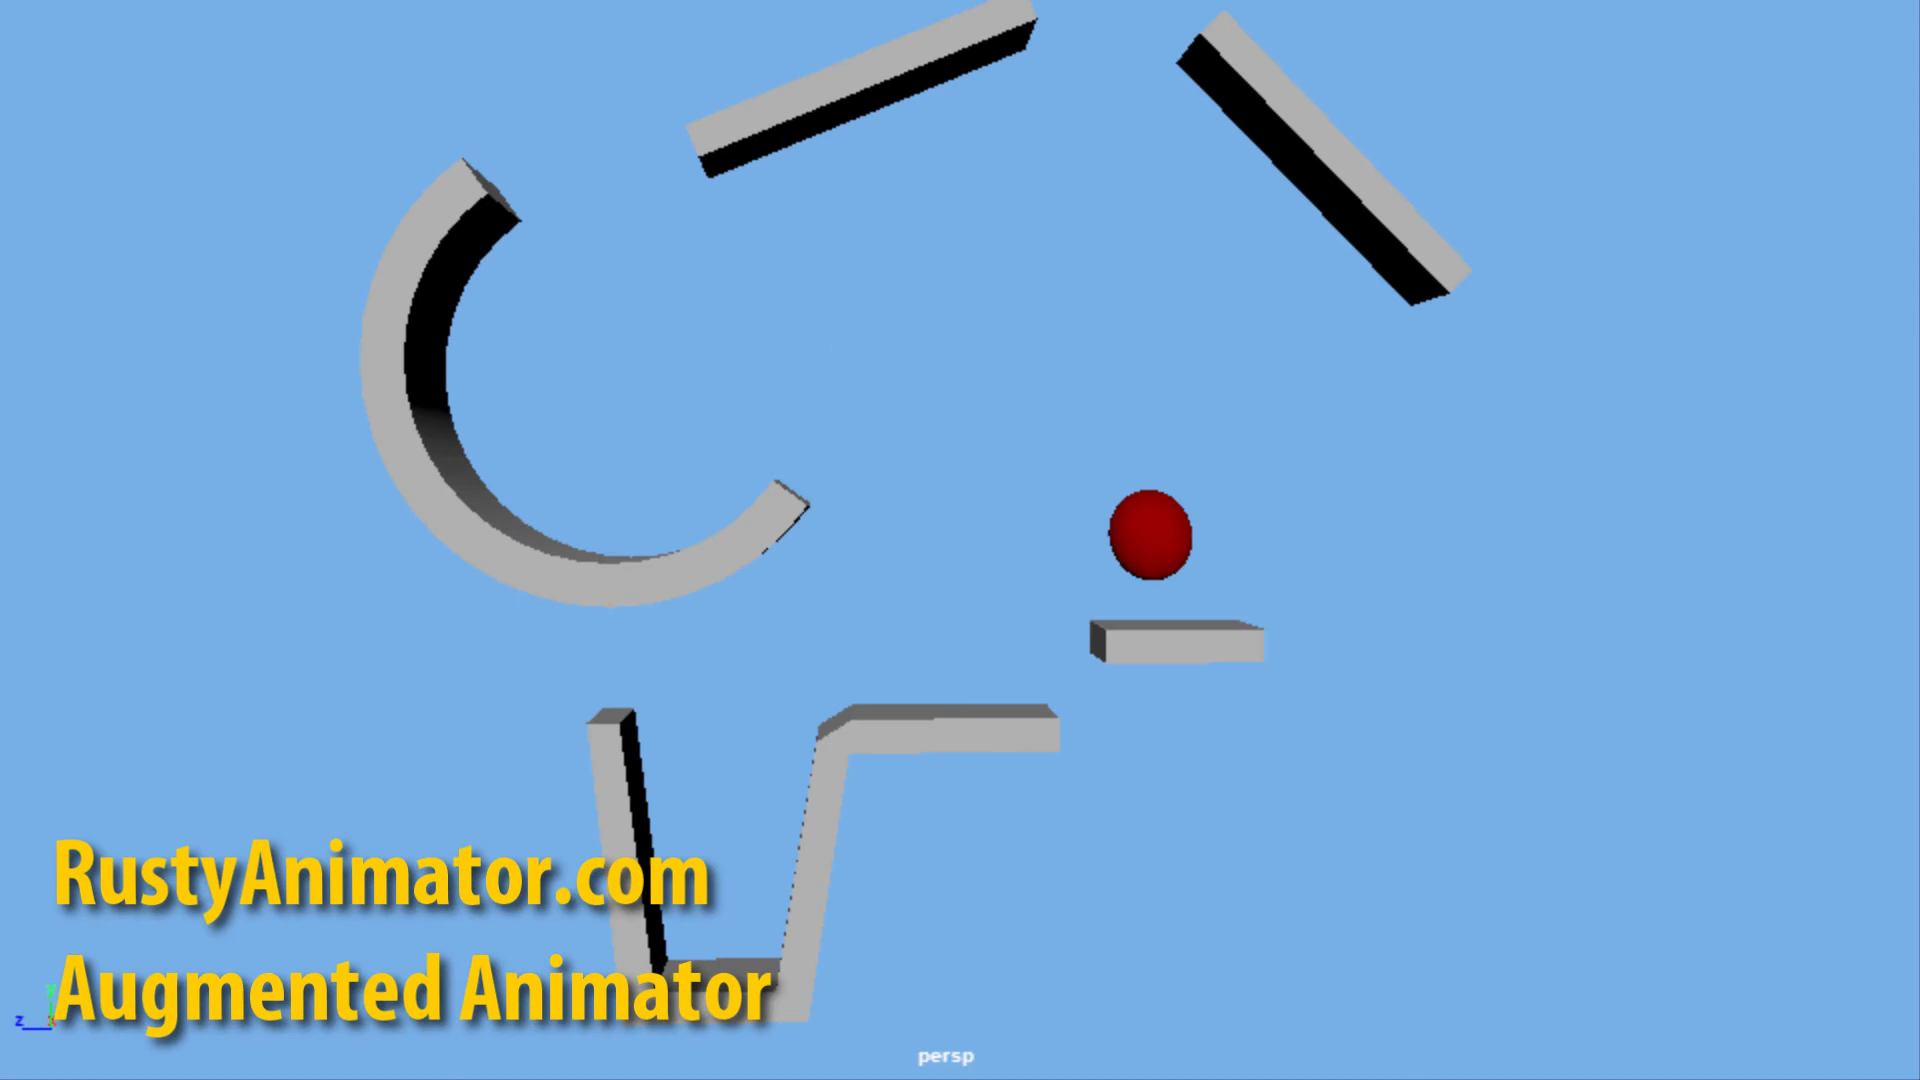 RustyAnimator.com
Augmented Animator
z
y
persp